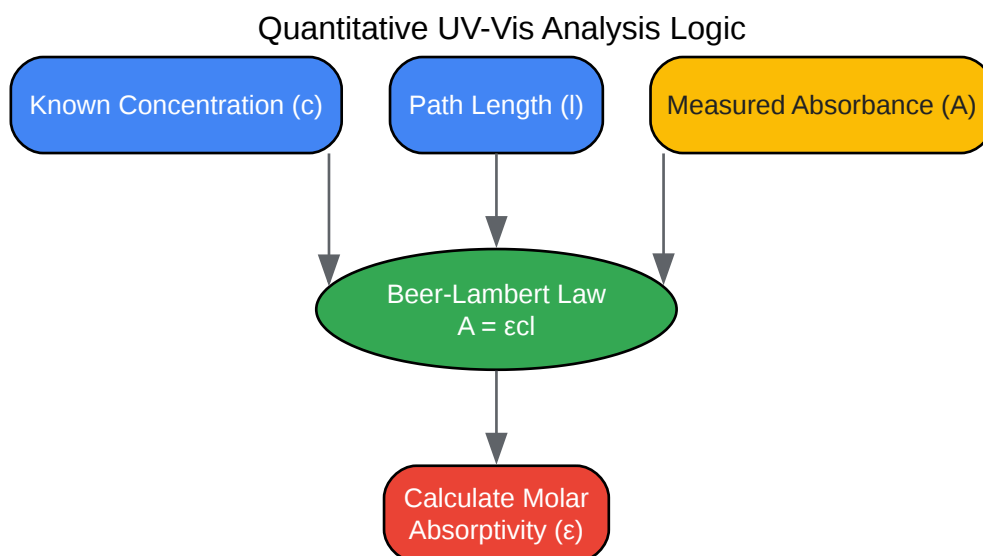 Quantitative UV-Vis Analysis Logic
Known Concentration (c)
Path Length (l)
Measured Absorbance (A)
Beer-Lambert Law
A = εcl
Calculate Molar
Absorptivity (ε)